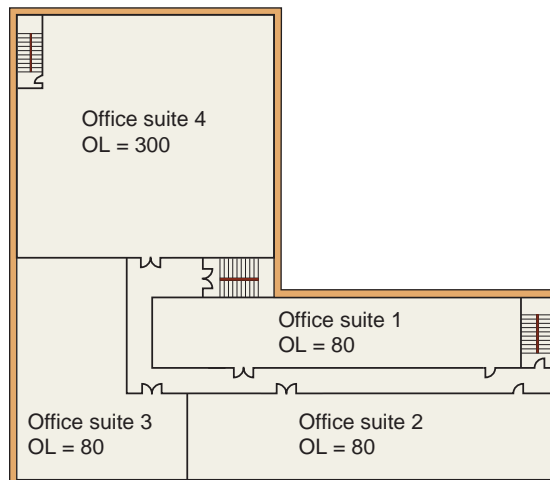 Office suite 4
OL = 300
Office suite 1
OL = 80
Office suite 3
OL = 80
Office suite 2
OL = 80